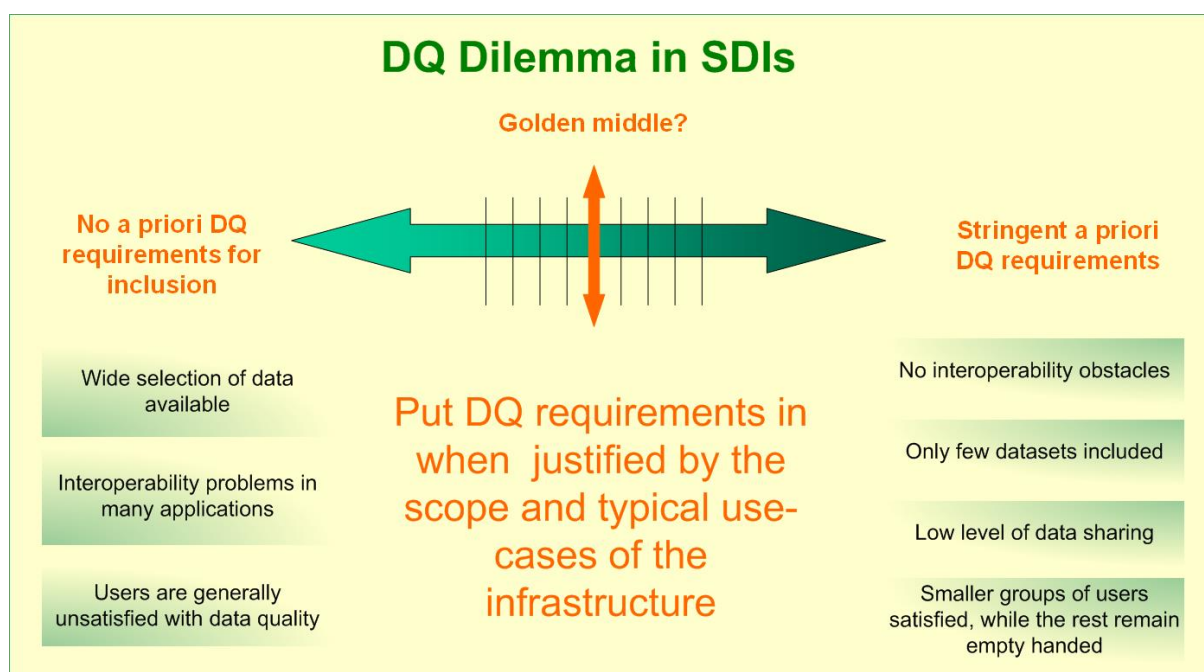 DQ Dilemma in SDIs
Golden middle?
No a priori DQ
requirements for
inclusion
Stringent a priori
DQ requirements
Wide selection of data
available
Interoperability problems in
many applications
Users are generally
unsatisfied with data quality
Put DQ requirements in
when justified by the
scope and typical use-
cases of the
infrastructure
No interoperability obstacles
Only few datasets included
Low level of data sharing
Smaller groups of users
satisfied, while the rest remain
empty handed